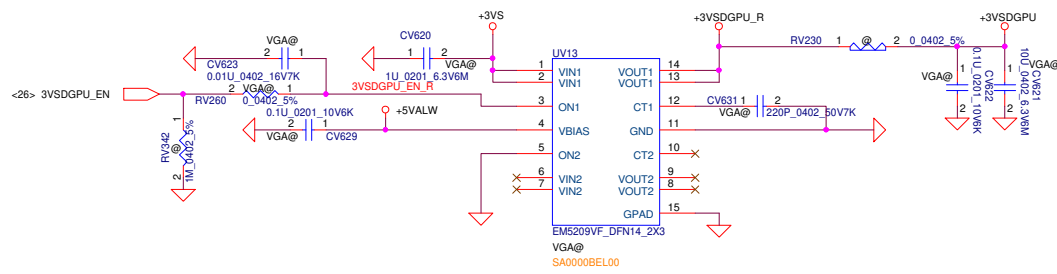 +3VS
+3VSDGPU_R
+3VSDGPU
CV620
1 2
VGA@
1U_0201_6.3V6M
UV13
RV230 1 @ 2 0_0402_5%
VGA@
2 1
CV623
0.01U_0402_16V7K
3VSDGPU_EN_R
<26> 3VSDGPU_EN
VGA@
2 1
RV260 0_0402_5%
0.1U_0201_10V6K
2 1
VGA@ CV629
+5VALW
1
RV342
@
1M_0402_5%
2
1 VIN1 VOUT1 14
2 VIN1 VOUT1 13
3 ON1 CT1 12
4 VBIAS GND 11
5 ON2 CT2 10
6 VIN2 VOUT2 9
7 VIN2 VOUT2 8
GPAD 15
CV631 1 2
VGA@ 220P_0402_50V7K
VGA@
1
2
0.1U_0201_10V6K
CV622
VGA@
1
2
10U_0402_6.3V6M
CV621
EM5209VF_DFN14_2X3
VGA@
SA0000BEL00